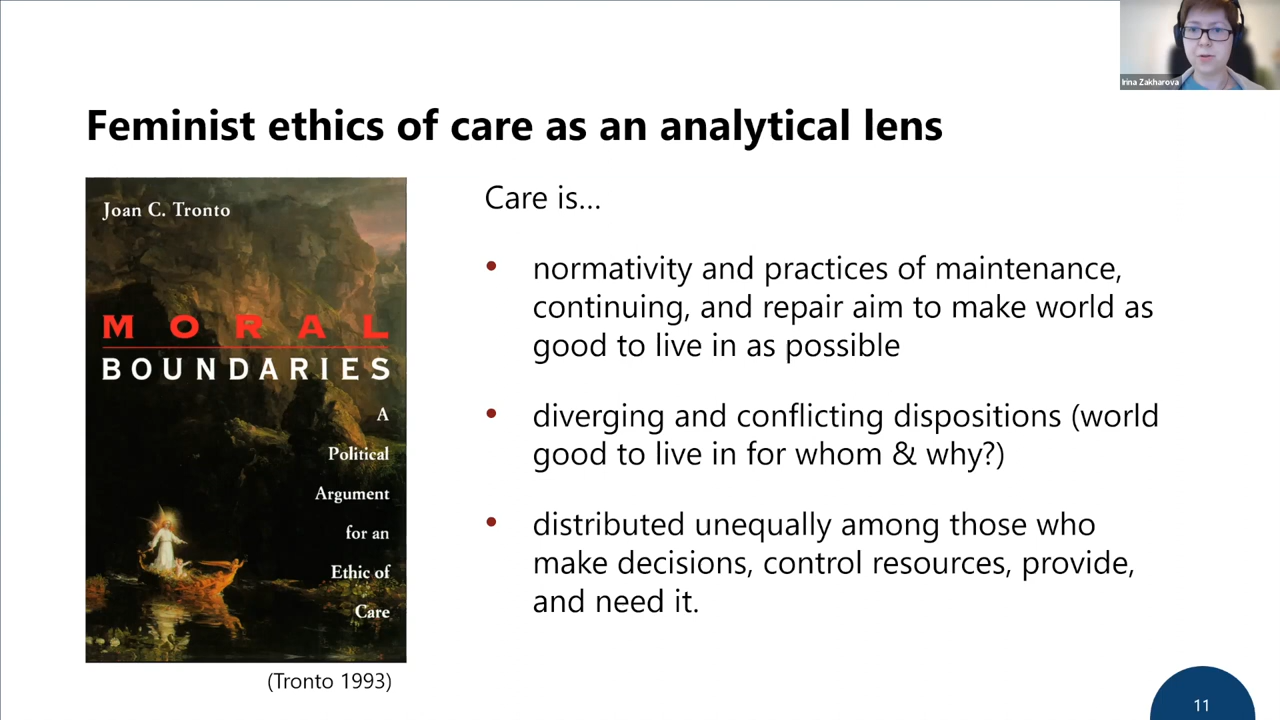 Irina Zakharova
Feminist ethics of care as an analytical lens
Joan C. Tronto
MORAL
BOUNDARIES
A
Political
Argument
for an
Ethic of
Care
(Tronto 1993)
Care is...
• normativity and practices of maintenance,
continuing, and repair aim to make world as
good to live in as possible
• diverging and conflicting dispositions (world
good to live in for whom & why?)
• distributed unequally among those who
make decisions, control resources, provide,
and need it.
11